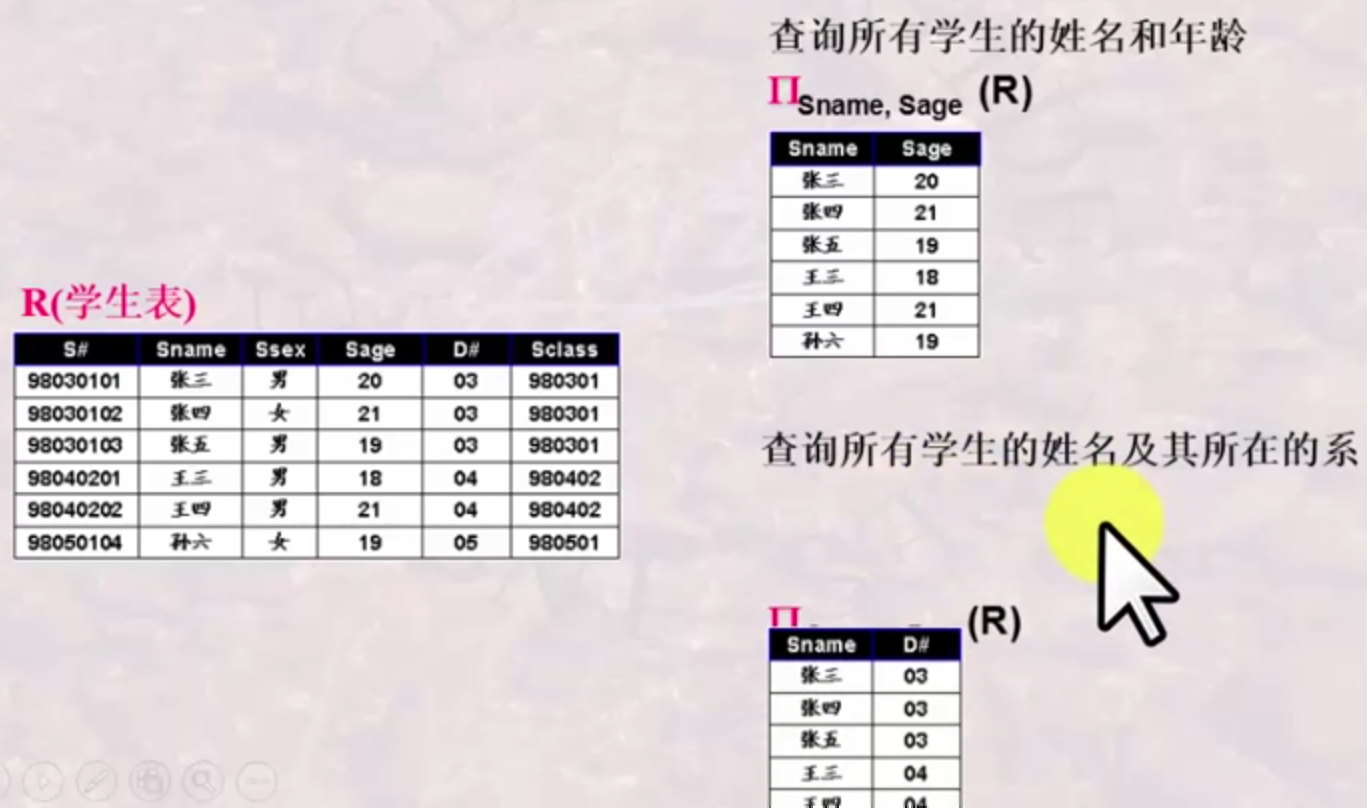 查询所有学生的姓名和年龄
Π Sname, Sage (R)
Sname Sage
张三 20
张四 21
张五 19
王三 18
王四 21
孙六 19
R(学生表)
S# Sname Ssex Sage D# Sclass
98030101 张三 男 20 03 980301
98030102 张四 女 21 03 980301
98030103 张五 男 19 03 980301
98040201 王三 男 18 04 980402
98040202 王四 男 21 04 980402
98050104 孙六 女 19 05 980501
查询所有学生的姓名及其所在的系
Π (R)
Sname D#
张三 03
张四 03
张五 03
王三 04
王四 04